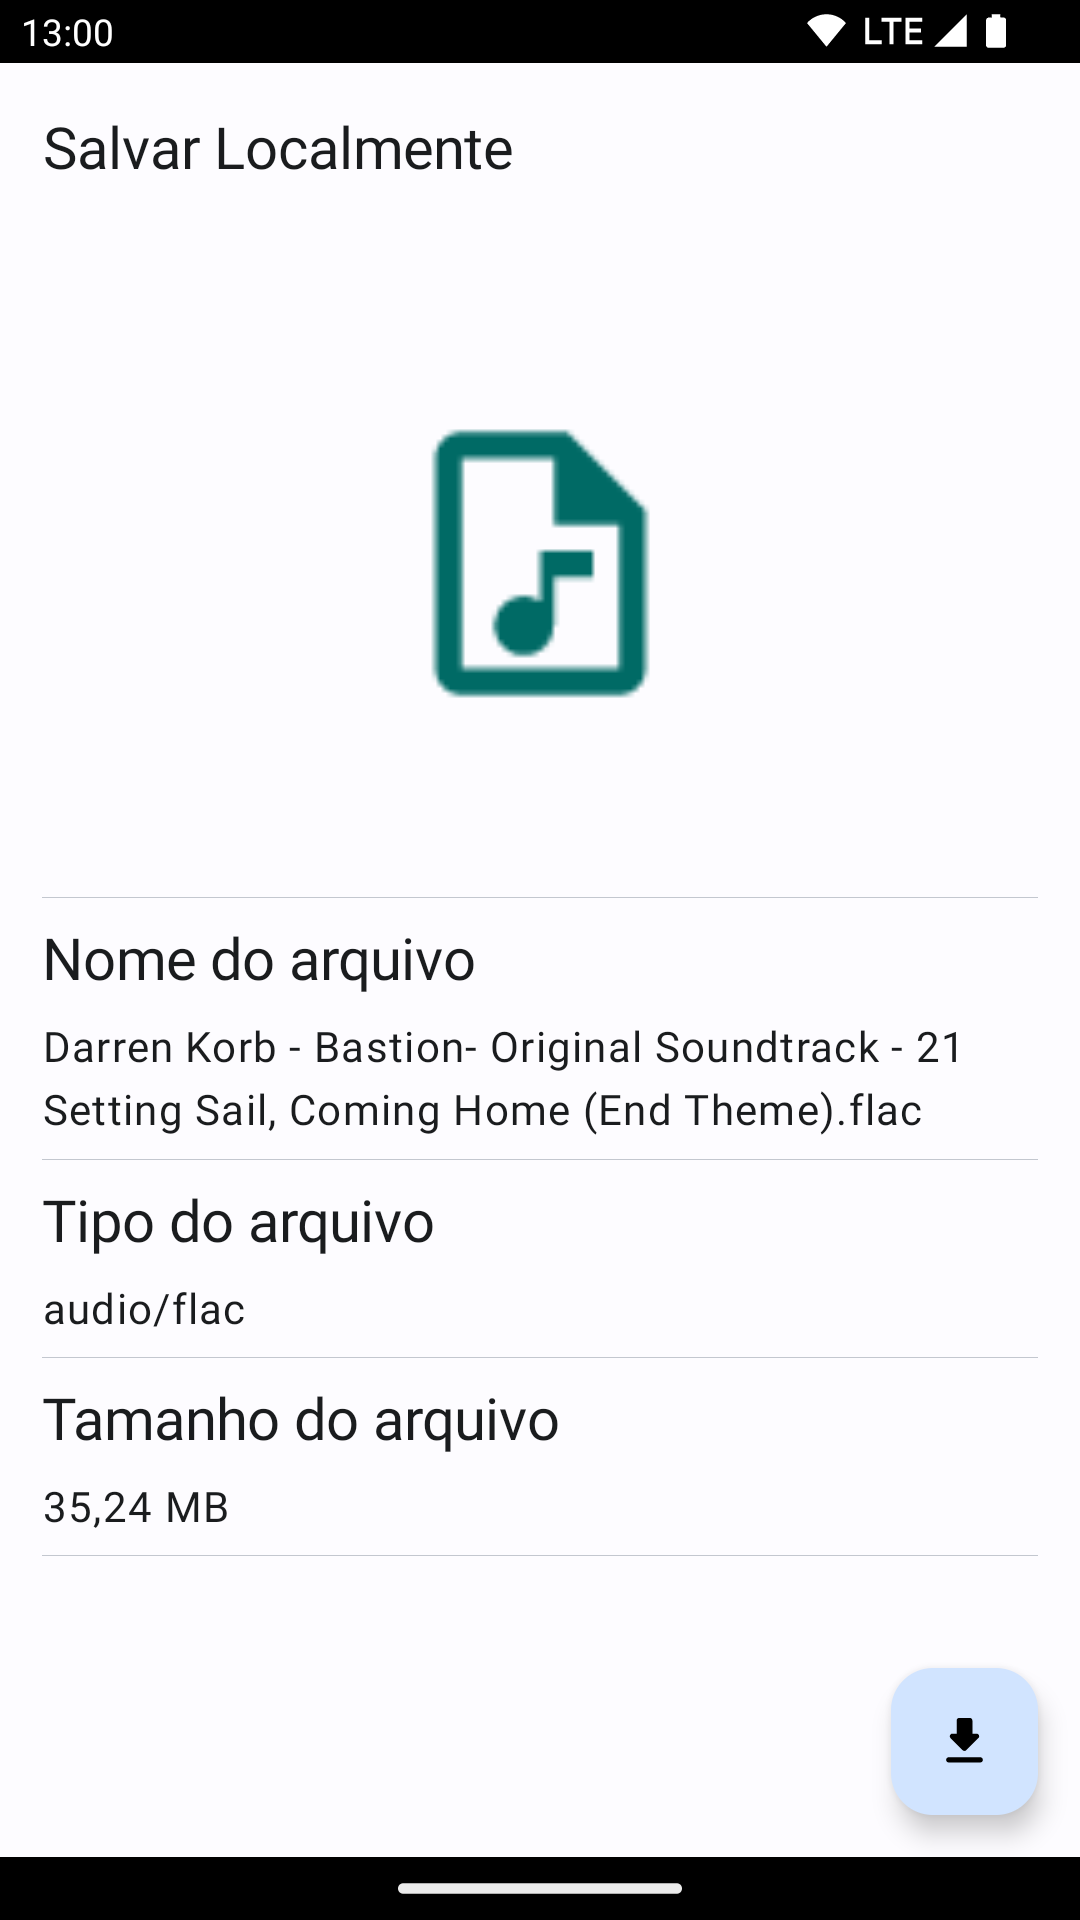 13:00
LTE
Salvar Localmente
Nome do arquivo
Darren Korb - Bastion- Original Soundtrack - 21
Setting Sail, Coming Home (End Theme).flac
Tipo do arquivo
audio/flac
Tamanho do arquivo
35,24 MB